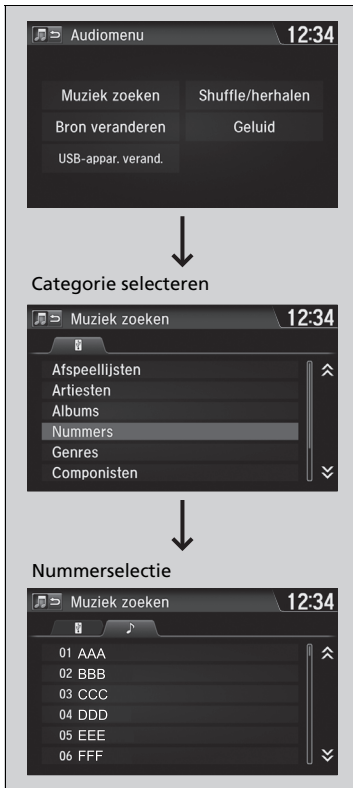 Audiomenu 12:34
Muziek zoeken Shuffle/herhalen
Bron veranderen Geluid
USB-appar. verand.
Categorie selecteren
Muziek zoeken 12:34
Afspeellijsten
Artiesten
Albums
Nummers
Genres
Componisten
Nummerselectie
Muziek zoeken 12:34
01 AAA
02 BBB
03 CCC
04 DDD
05 EEE
06 FFF